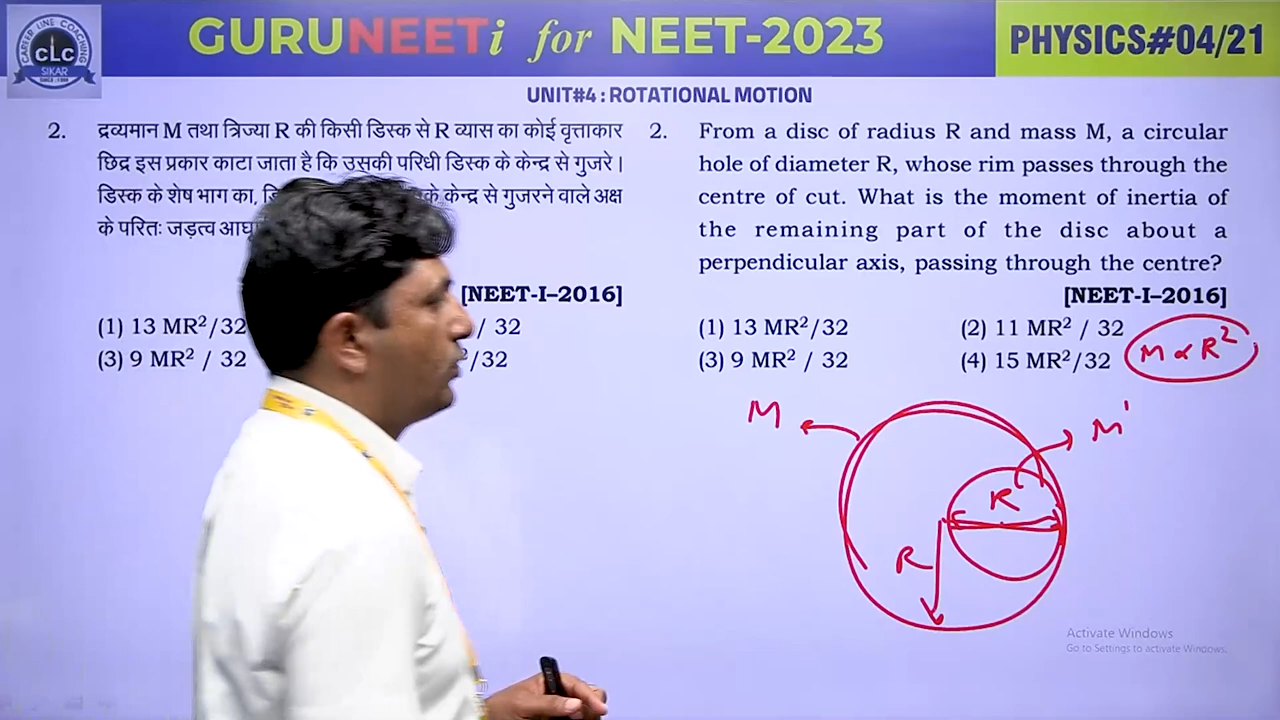 GURUNEETi for NEET-2023
PHYSICS#04/21
CAREER LINE COACHING
CLC
SIKAR
UNIT#4 : ROTATIONAL MOTION
2. द्रव्यमान M तथा त्रिज्या R की किसी डिस्क से R व्यास का कोई वृत्ताकार
छिद्र इस प्रकार काटा जाता है कि उसकी परिधी डिस्क के केन्द्र से गुजरे।
डिस्क के शेष भाग का, के केन्द्र से गुजरने वाले अक्ष
के परितः जड़त्व
[NEET-I–2016]
(1) 13 MR²/32 / 32
(3) 9 MR² / 32 /32
2. From a disc of radius R and mass M, a circular
hole of diameter R, whose rim passes through the
centre of cut. What is the moment of inertia of
the remaining part of the disc about a
perpendicular axis, passing through the centre?
[NEET-I–2016]
(1) 13 MR²/32 (2) 11 MR² / 32
(3) 9 MR² / 32 (4) 15 MR²/32
M ∝ R²
M
M'
R
R
Activate Windows
Go to Settings to activate Windows.